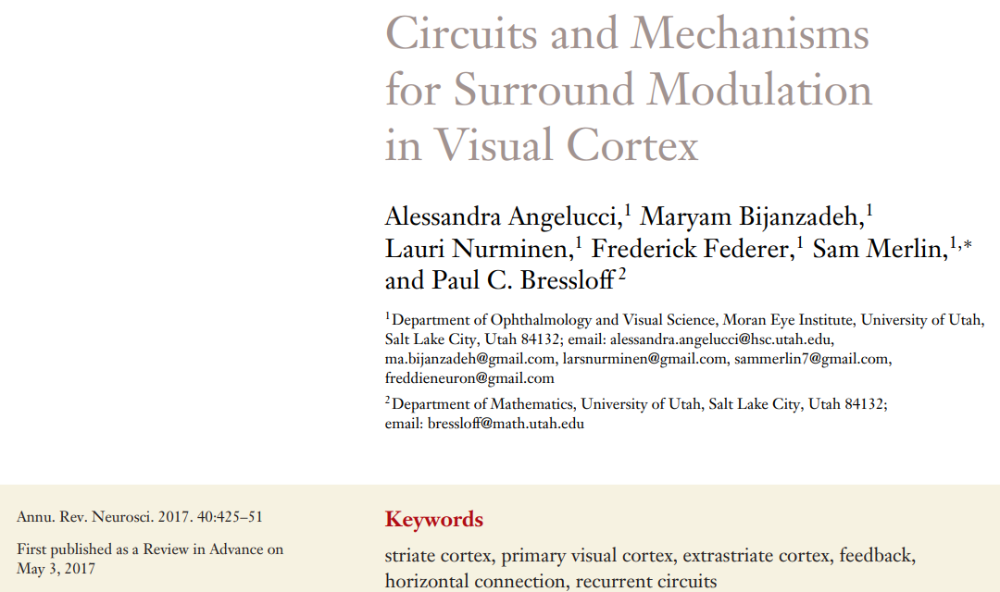 Circuits and Mechanisms
for Surround Modulation
in Visual Cortex
Alessandra Angelucci,1 Maryam Bijanzadeh,1
Lauri Nurminen,1 Frederick Federer,1 Sam Merlin,1,∗
and Paul C. Bressloff2
1Department of Ophthalmology and Visual Science, Moran Eye Institute, University of Utah,
Salt Lake City, Utah 84132; email: alessandra.angelucci@hsc.utah.edu,
ma.bijanzadeh@gmail.com, larsnurminen@gmail.com, sammerlin7@gmail.com,
freddieneuron@gmail.com
2Department of Mathematics, University of Utah, Salt Lake City, Utah 84132;
email: bressloff@math.utah.edu
Annu. Rev. Neurosci. 2017. 40:425–51
First published as a Review in Advance on
May 3, 2017
Keywords
striate cortex, primary visual cortex, extrastriate cortex, feedback,
horizontal connection, recurrent circuits